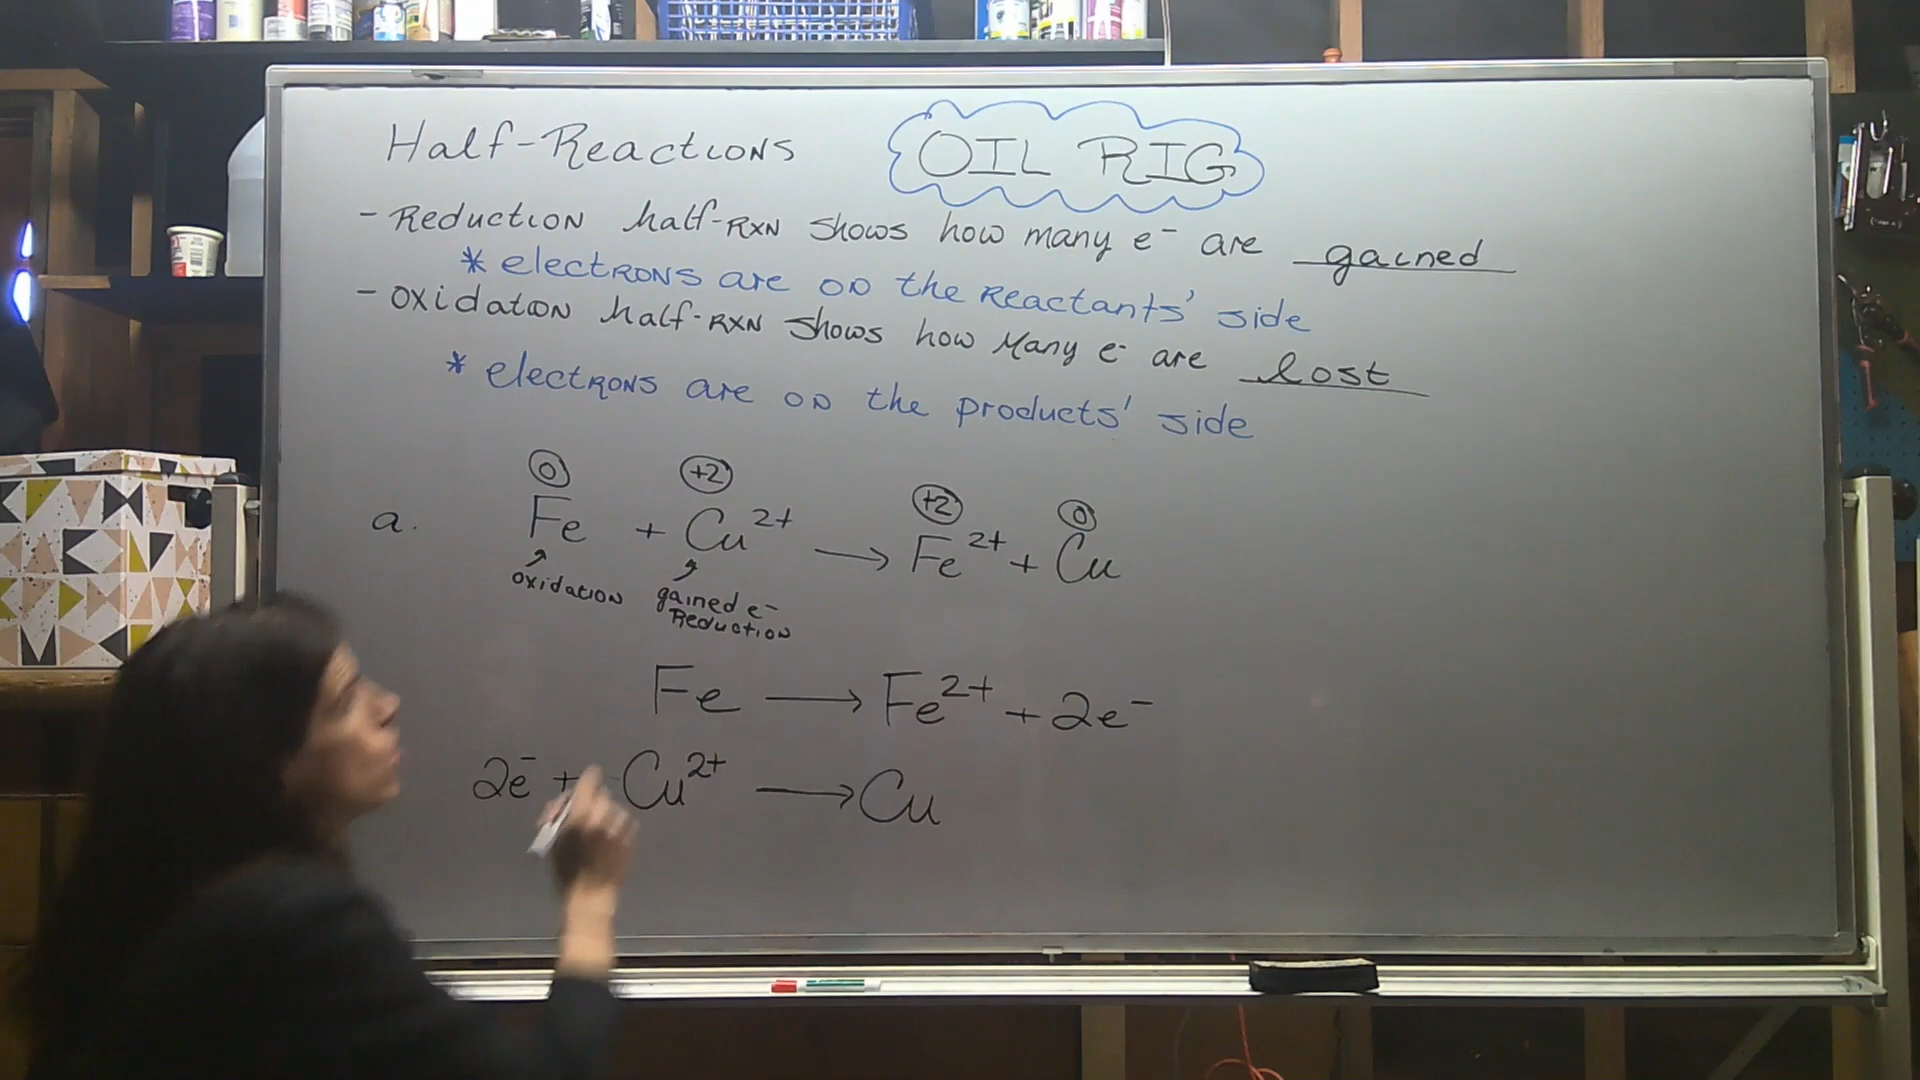 Half-Reactions
OIL RIG
- Reduction half-RXN shows how many e⁻ are gained
* electrons are on the Reactants' side
- oxidation half-RXN shows how many e⁻ are lost
* electrons are on the products' side
0 +2 +2 0
a. Fe + Cu²⁺ → Fe²⁺ + Cu
oxidation gained e⁻
Reduction
Fe → Fe²⁺ + 2e⁻
2e⁻ + Cu²⁺ → Cu